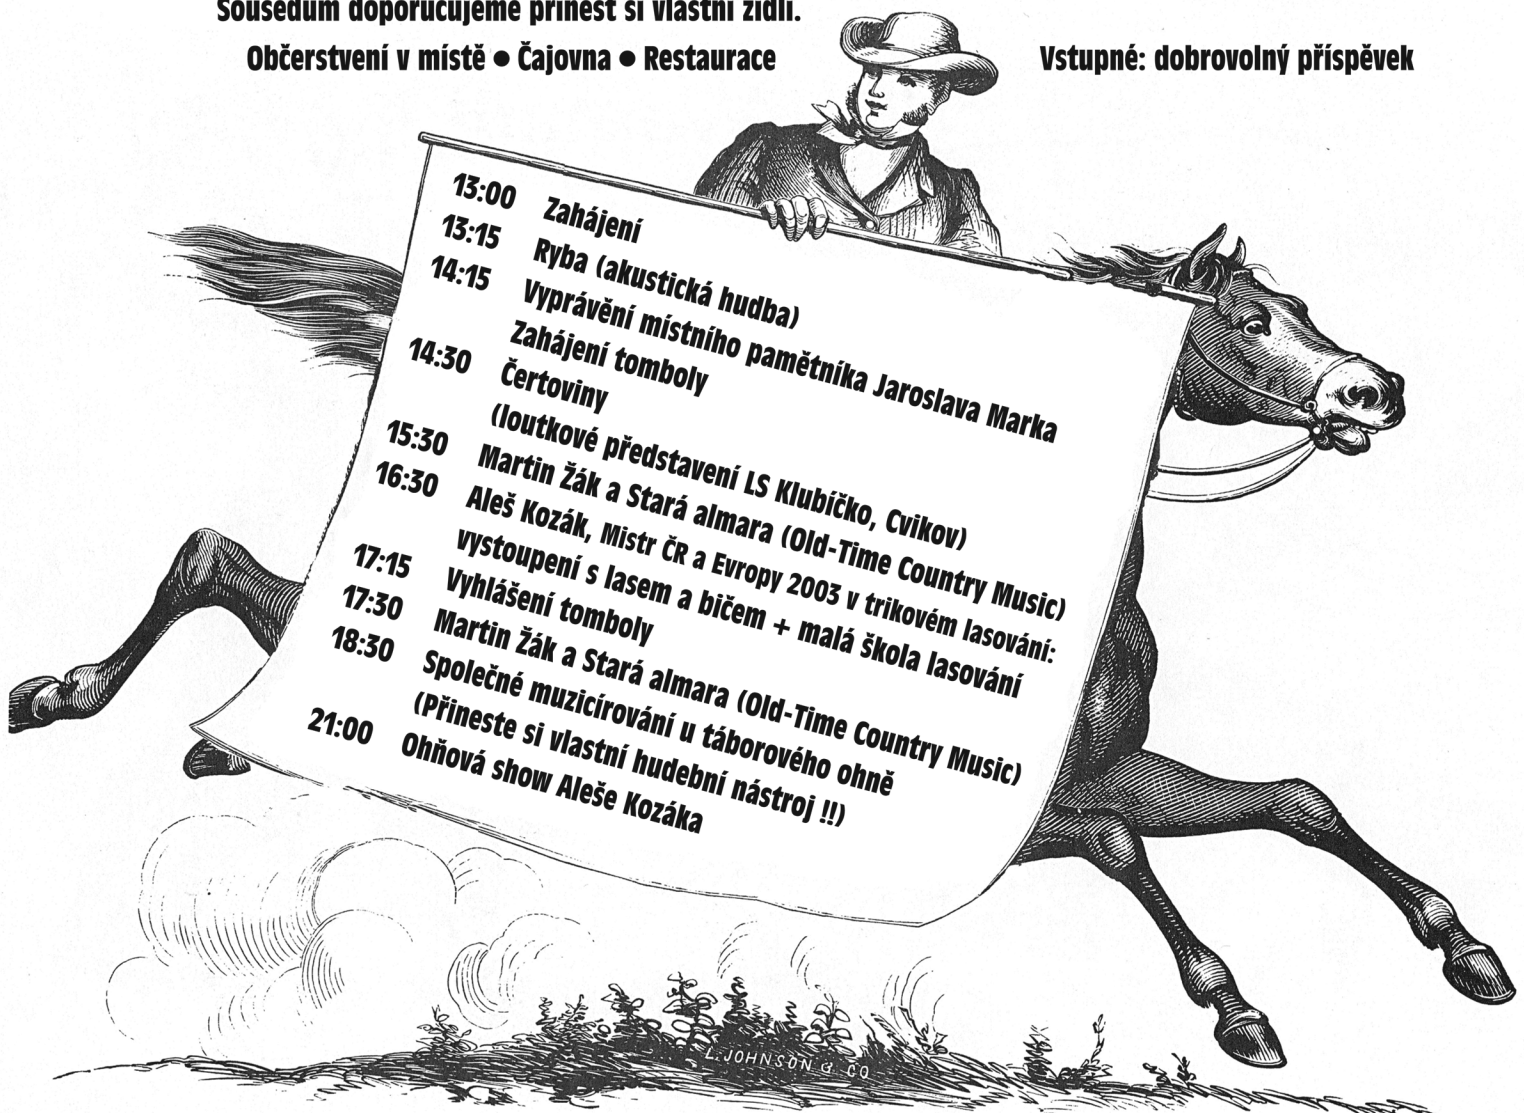 Sousedům doporučujeme přinést si vlastní židli.
Občerstvení v místě ● Čajovna ● Restaurace
Vstupné: dobrovolný příspěvek
13:00 Zahájení
13:15 Ryba (akustická hudba)
14:15 Vyprávění místního pamětníka Jaroslava Marka
Zahájení tomboly
14:30 Čertoviny
(loutkové představení LS Klubíčko, Cvikov)
15:30 Martin Žák a Stará almara (Old-Time Country Music)
16:30 Aleš Kozák, Mistr ČR a Evropy 2003 v trikovém lasování:
vystoupení s lasem a bičem + malá škola lasování
17:15 Vyhlášení tomboly
17:30 Martin Žák a Stará almara (Old-Time Country Music)
18:30 Společné muzicírování u táborového ohně
(Přineste si vlastní hudební nástroj !!)
21:00 Ohňová show Aleše Kozáka
L. JOHNSON & CO